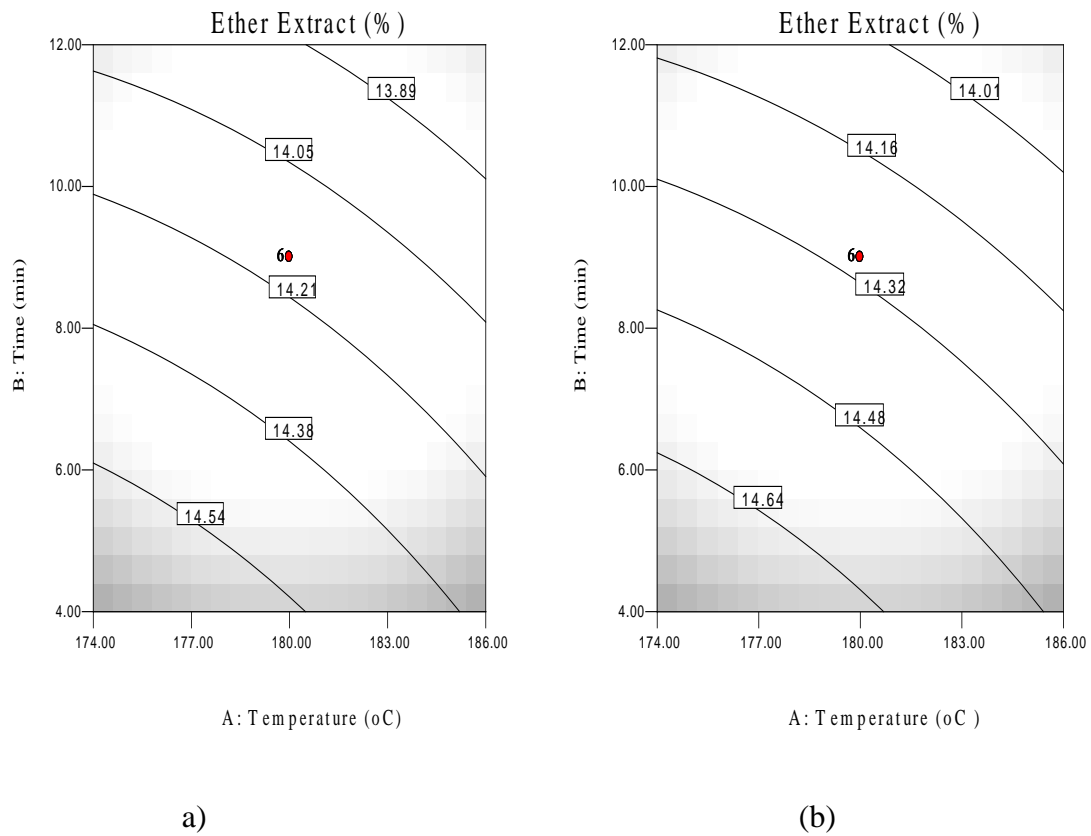 Ether Extract (%)
12.00
10.00
8.00
6.00
4.00
B: Time (min)
13.89
14.05
6
14.21
14.38
14.54
174.00 177.00 180.00 183.00 186.00
A: Temperature (oC)
a)
Ether Extract (%)
12.00
10.00
8.00
6.00
4.00
B: Time (min)
14.01
14.16
6
14.32
14.48
14.64
174.00 177.00 180.00 183.00 186.00
A: Temperature (oC )
(b)